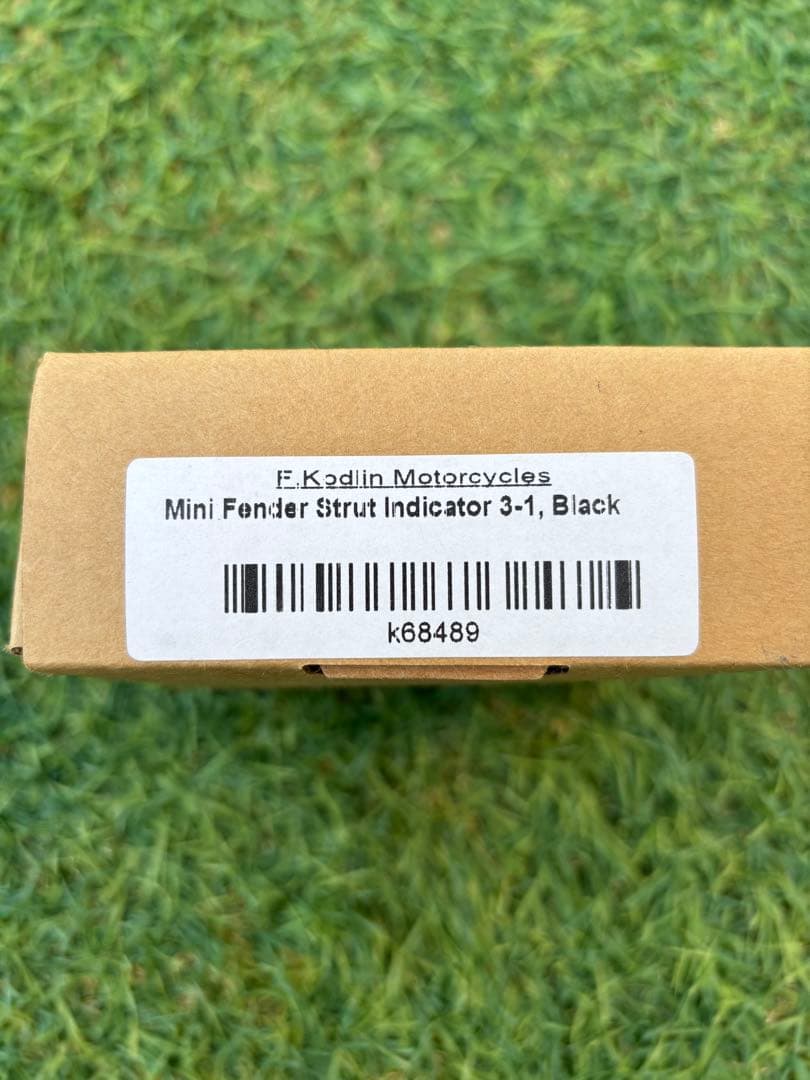 F.Kodlin Motorcycles
Mini Fender Strut Indicator 3-1, Black
k68489